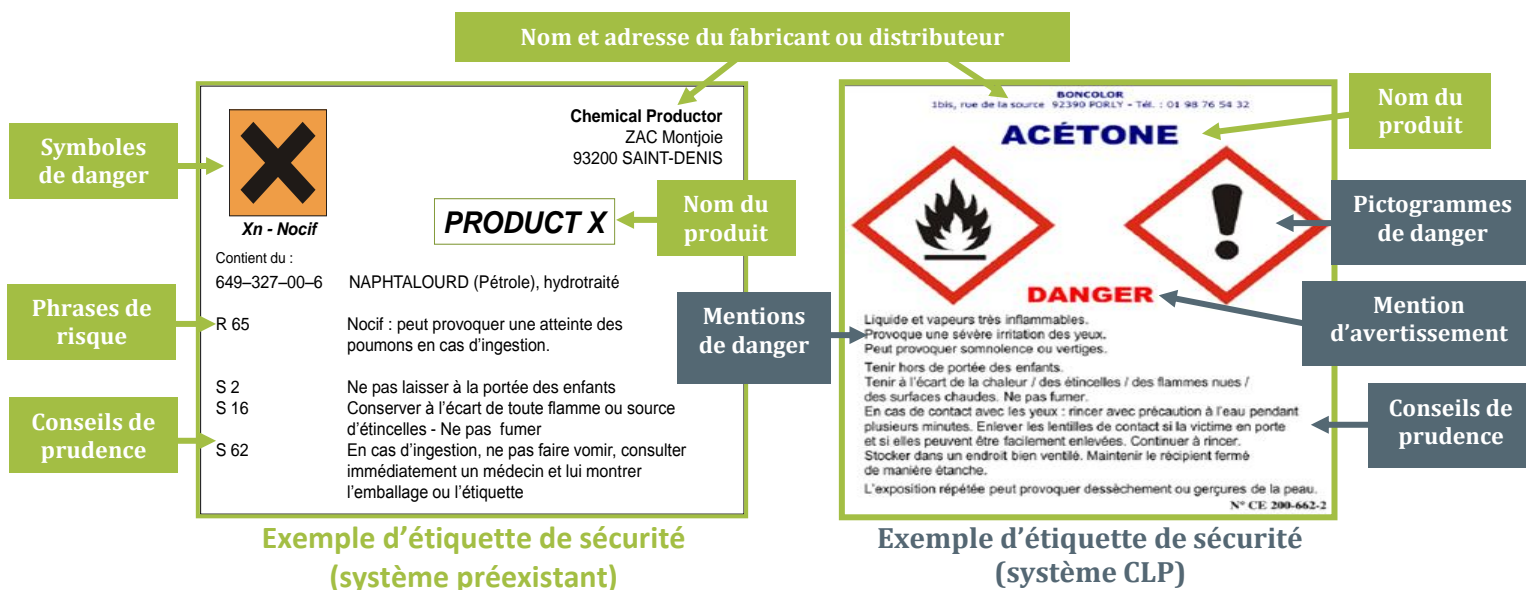 Nom et adresse du fabricant ou distributeur
Symboles
de danger
Xn - Nocif
Chemical Productor
ZAC Montjoie
93200 SAINT-DENIS
PRODUCT X
Nom du
produit
Contient du :
649–327–00–6 NAPHTALOURD (Pétrole), hydrotraité
Phrases de
risque
R 65 Nocif : peut provoquer une atteinte des
poumons en cas d'ingestion.
Conseils de
prudence
S 2 Ne pas laisser à la portée des enfants
S 16 Conserver à l'écart de toute flamme ou source
d'étincelles - Ne pas fumer
S 62 En cas d'ingestion, ne pas faire vomir, consulter
immédiatement un médecin et lui montrer
l'emballage ou l'étiquette
Exemple d'étiquette de sécurité
(système préexistant)
BONCOLOR
1bis, rue de la source 92390 PORLY - Tél. : 01 98 76 54 32
ACÉTONE
Nom du
produit
Pictogrammes
de danger
DANGER
Mention
d'avertissement
Mentions
de danger
Liquide et vapeurs très inflammables.
Provoque une sévère irritation des yeux.
Peut provoquer somnolence ou vertiges.
Tenir hors de portée des enfants.
Tenir à l'écart de la chaleur / des étincelles / des flammes nues /
des surfaces chaudes. Ne pas fumer.
En cas de contact avec les yeux : rincer avec précaution à l'eau pendant
plusieurs minutes. Enlever les lentilles de contact si la victime en porte
et si elles peuvent être facilement enlevées. Continuer à rincer.
Stocker dans un endroit bien ventilé. Maintenir le récipient fermé
de manière étanche.
L'exposition répétée peut provoquer dessèchement ou gerçures de la peau.
N° CE 200-662-2
Conseils de
prudence
Exemple d'étiquette de sécurité
(système CLP)